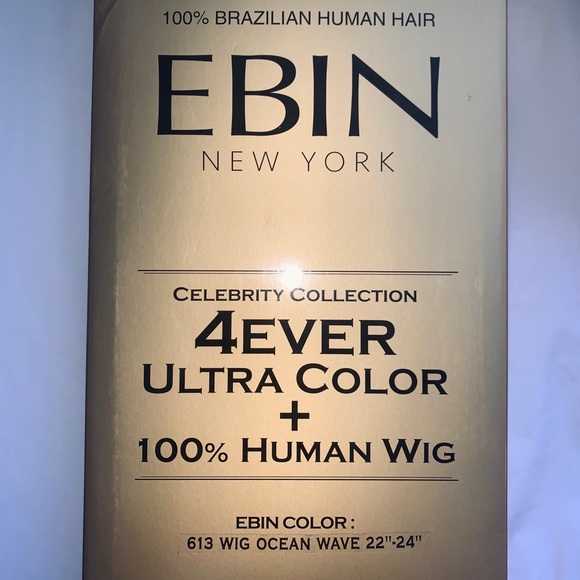 100% BRAZILIAN HUMAN HAIR
EBIN
NEW YORK
CELEBRITY COLLECTION
4EVER
ULTRA COLOR
+
100% HUMAN WIG
EBIN COLOR :
613 WIG OCEAN WAVE 22"-24"